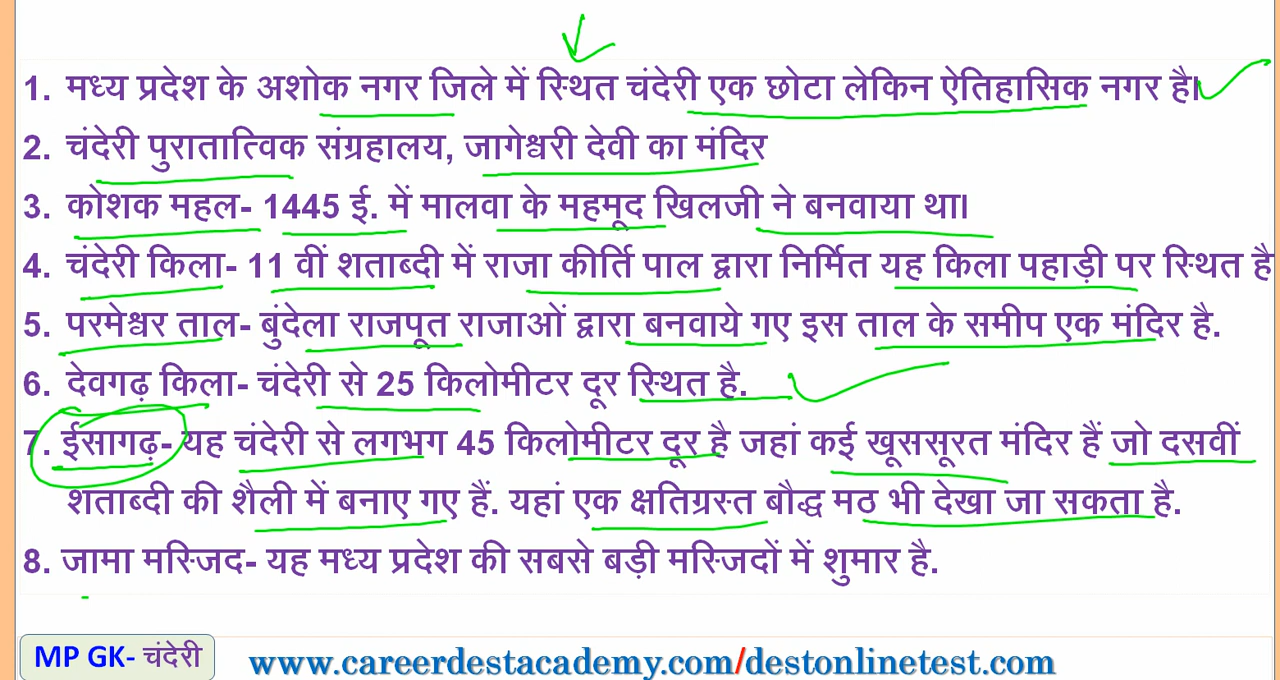 1. मध्य प्रदेश के अशोक नगर जिले में स्थित चंदेरी एक छोटा लेकिन ऐतिहासिक नगर है।
2. चंदेरी पुरातात्विक संग्रहालय, जागेश्वरी देवी का मंदिर
3. कोशक महल- 1445 ई. में मालवा के महमूद खिलजी ने बनवाया था।
4. चंदेरी किला- 11 वीं शताब्दी में राजा कीर्ति पाल द्वारा निर्मित यह किला पहाड़ी पर स्थित है
5. परमेश्वर ताल- बुंदेला राजपूत राजाओं द्वारा बनवाये गए इस ताल के समीप एक मंदिर है.
6. देवगढ़ किला- चंदेरी से 25 किलोमीटर दूर स्थित है.
7. ईसागढ़- यह चंदेरी से लगभग 45 किलोमीटर दूर है जहां कई खूससूरत मंदिर हैं जो दसवीं
शताब्दी की शैली में बनाए गए हैं. यहां एक क्षतिग्रस्त बौद्ध मठ भी देखा जा सकता है.
8. जामा मस्जिद- यह मध्य प्रदेश की सबसे बड़ी मस्जिदों में शुमार है.
MP GK- चंदेरी
www.careerdestacademy.com/destonlinetest.com